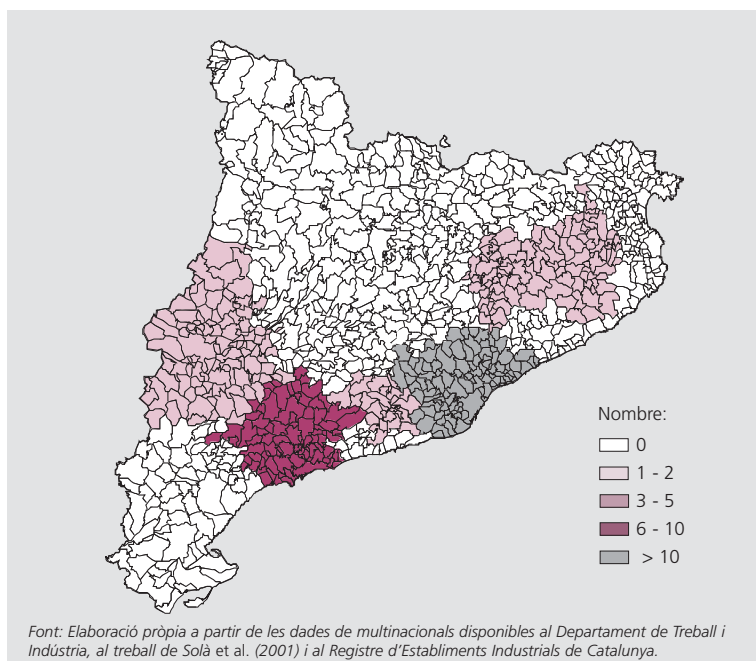 Nombre:
0
1 - 2
3 - 5
6 - 10
> 10
Font: Elaboració pròpia a partir de les dades de multinacionals disponibles al Departament de Treball i
Indústria, al treball de Solà et al. (2001) i al Registre d'Establiments Industrials de Catalunya.